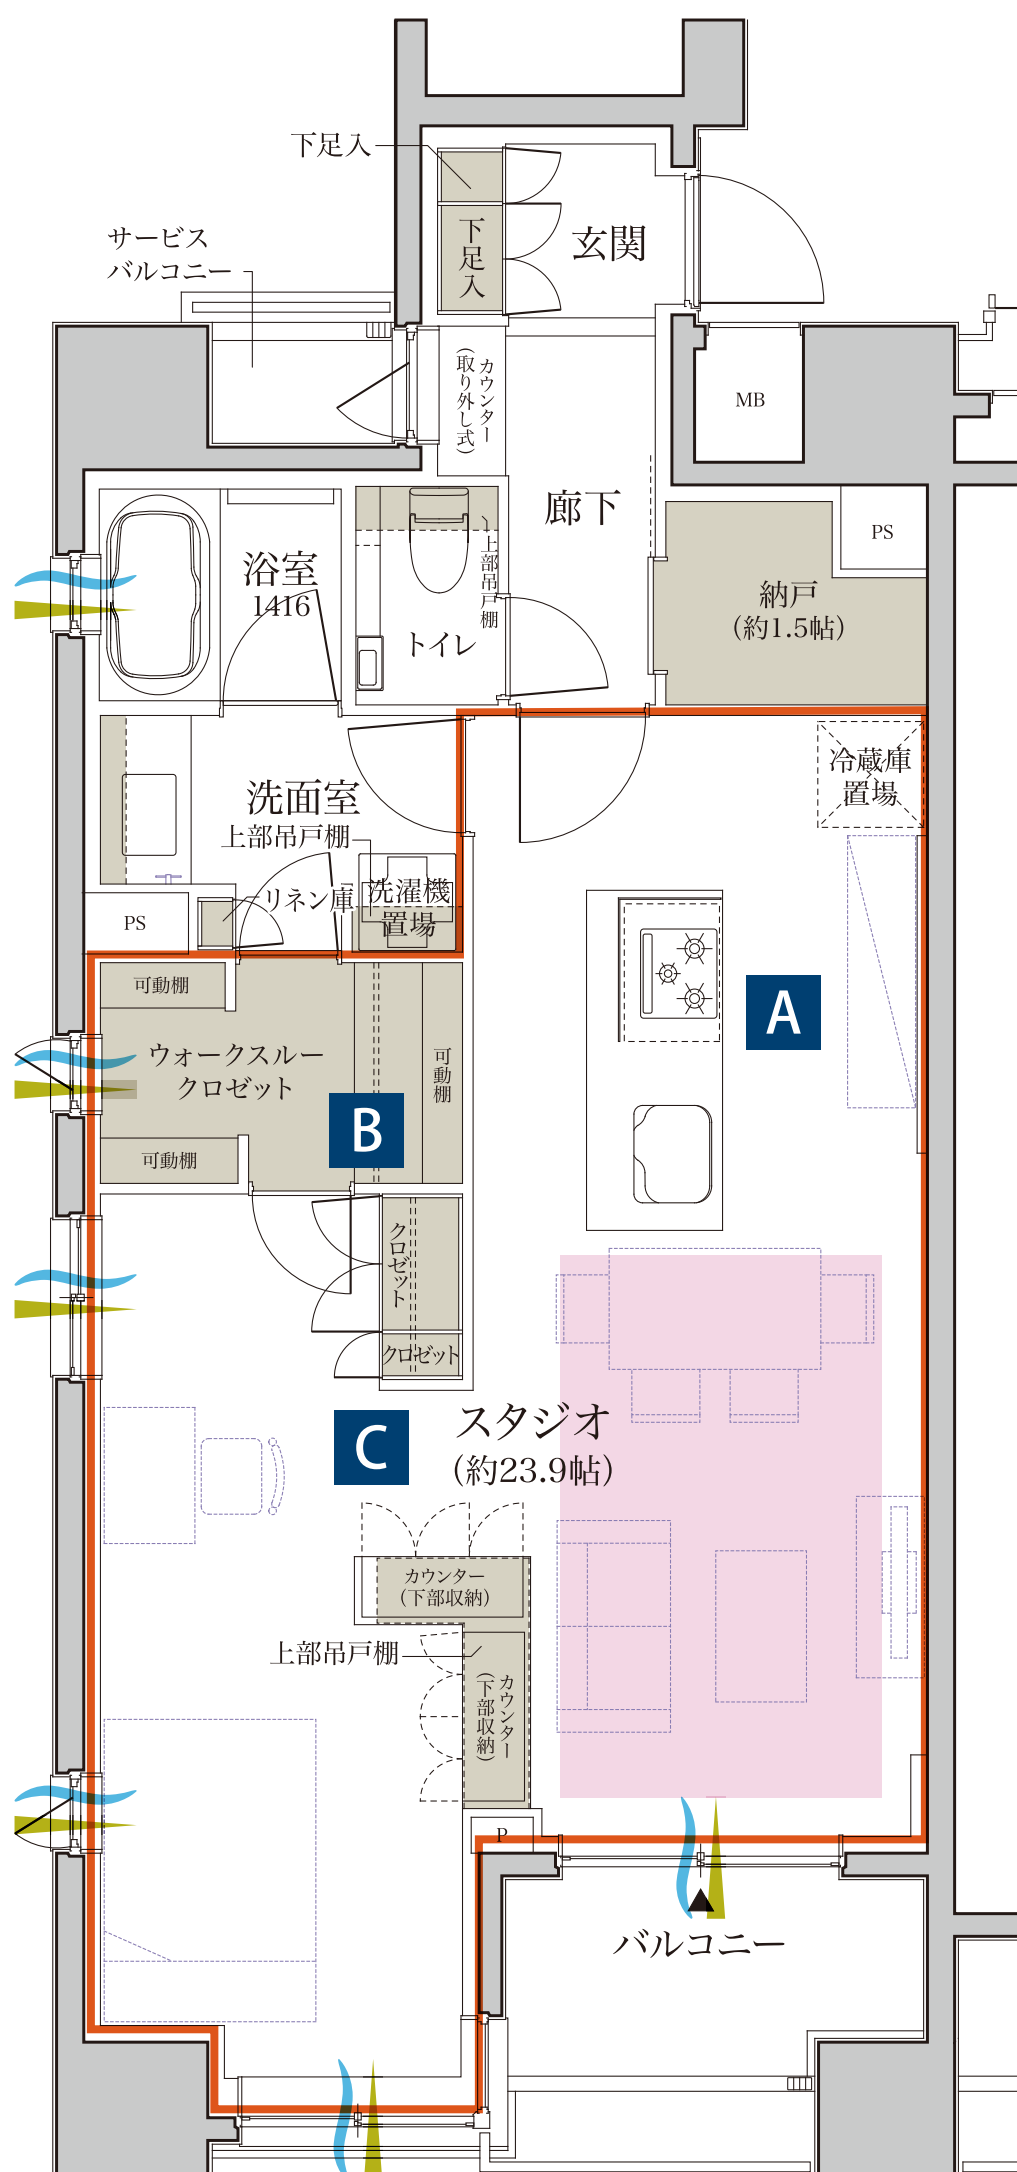 下足入
下足入
玄関
サービス
バルコニー
カウンター
(取り外し式)
MB
廊下
PS
浴室
1416
上部吊戸棚
トイレ
納戸
(約1.5帖)
冷蔵庫
置場
洗面室
上部吊戸棚
リネン庫
洗濯機
置場
PS
可動棚
A
ウォークスルー
クロゼット
可動棚
B
可動棚
クロゼット
クロゼット
C
スタジオ
(約23.9帖)
カウンター
(下部収納)
上部吊戸棚
カウンター
(下部収納)
P
バルコニー